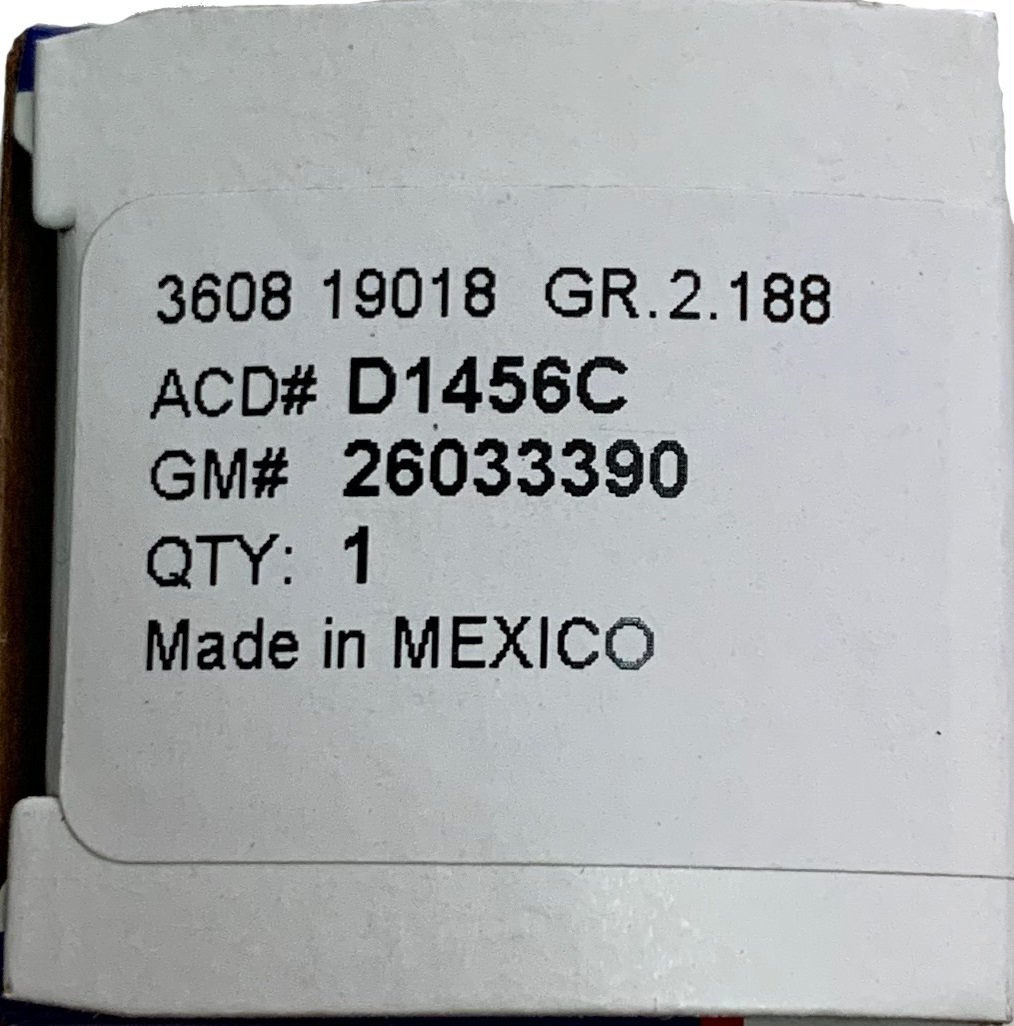 3608 19018 GR.2.188
ACD# D1456C
GM# 26033390
QTY: 1
Made in MEXICO